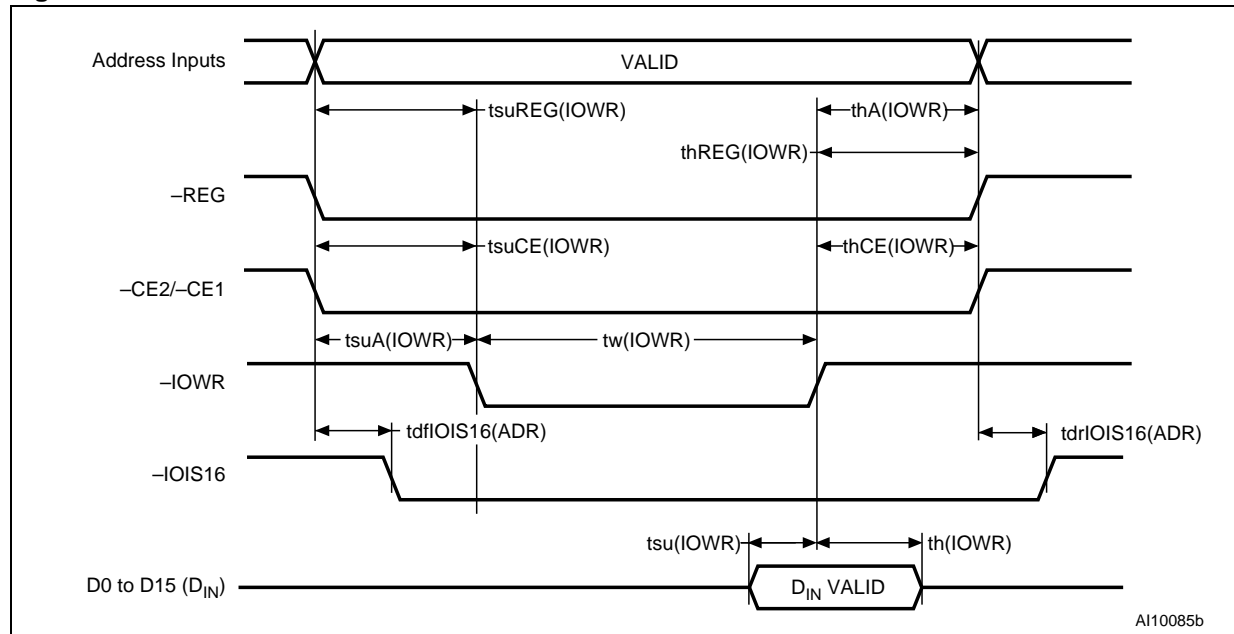 Address Inputs
VALID
tsuREG(IOWR)
thA(IOWR)
thREG(IOWR)
–REG
tsuCE(IOWR)
thCE(IOWR)
–CE2/–CE1
tsuA(IOWR)
tw(IOWR)
–IOWR
tdfIOIS16(ADR)
tdrIOIS16(ADR)
–IOIS16
tsu(IOWR)
th(IOWR)
D0 to D15 (DIN)
DIN VALID
AI10085b